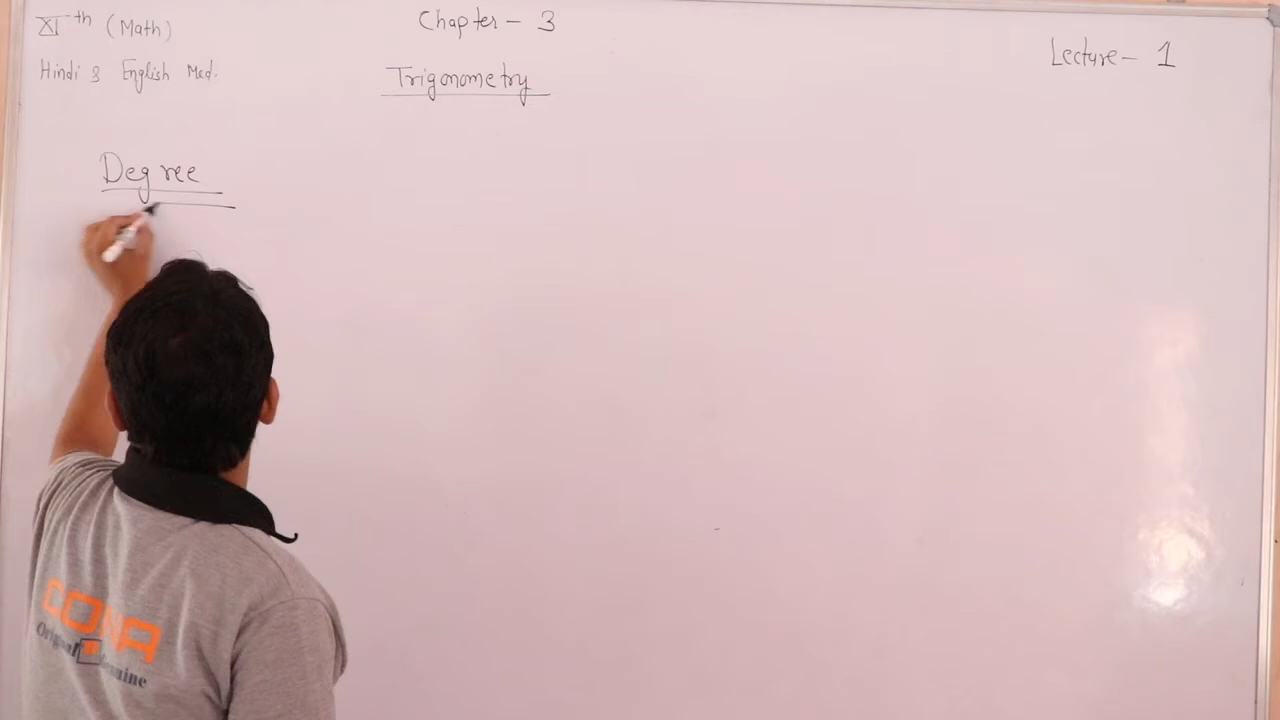 XI th (Math)
Chapter - 3
Lecture - 1
Hindi & English Med.
Trigonometry
Degree